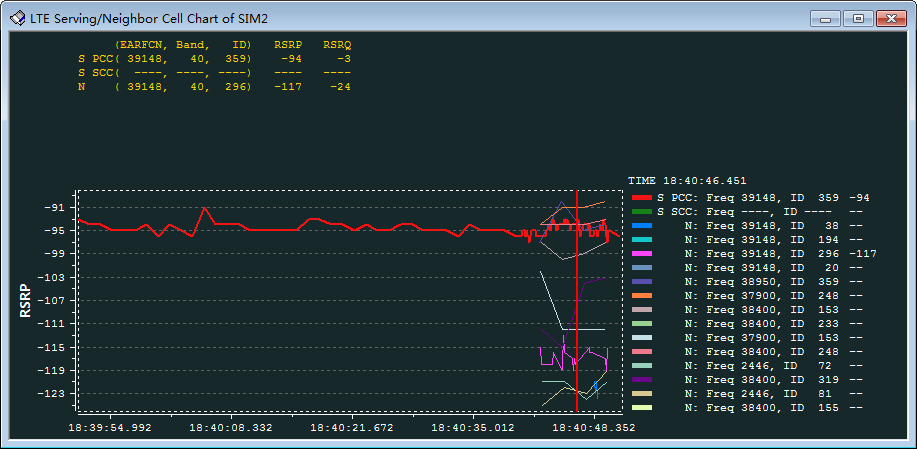 LTE Serving/Neighbor Cell Chart of SIM2
(EARFCN, Band, ID) RSRP RSRQ
S PCC( 39148, 40, 359) -94 -3
S SCC( ----, ----, ----) ---- ----
N ( 39148, 40, 296) -117 -24
TIME 18:40:46.451
S PCC: Freq 39148, ID 359 -94
S SCC: Freq ----, ID ---- --
N: Freq 39148, ID 38 --
N: Freq 39148, ID 194 --
N: Freq 39148, ID 296 -117
N: Freq 39148, ID 20 --
N: Freq 38950, ID 359 --
N: Freq 37900, ID 248 --
N: Freq 38400, ID 153 --
N: Freq 38400, ID 233 --
N: Freq 37900, ID 153 --
N: Freq 38400, ID 248 --
N: Freq 2446, ID 72 --
N: Freq 38400, ID 319 --
N: Freq 2446, ID 81 --
N: Freq 38400, ID 155 --
RSRP
-91
-95
-99
-103
-107
-111
-115
-119
-123
18:39:54.992 18:40:08.332 18:40:21.672 18:40:35.012 18:40:48.352